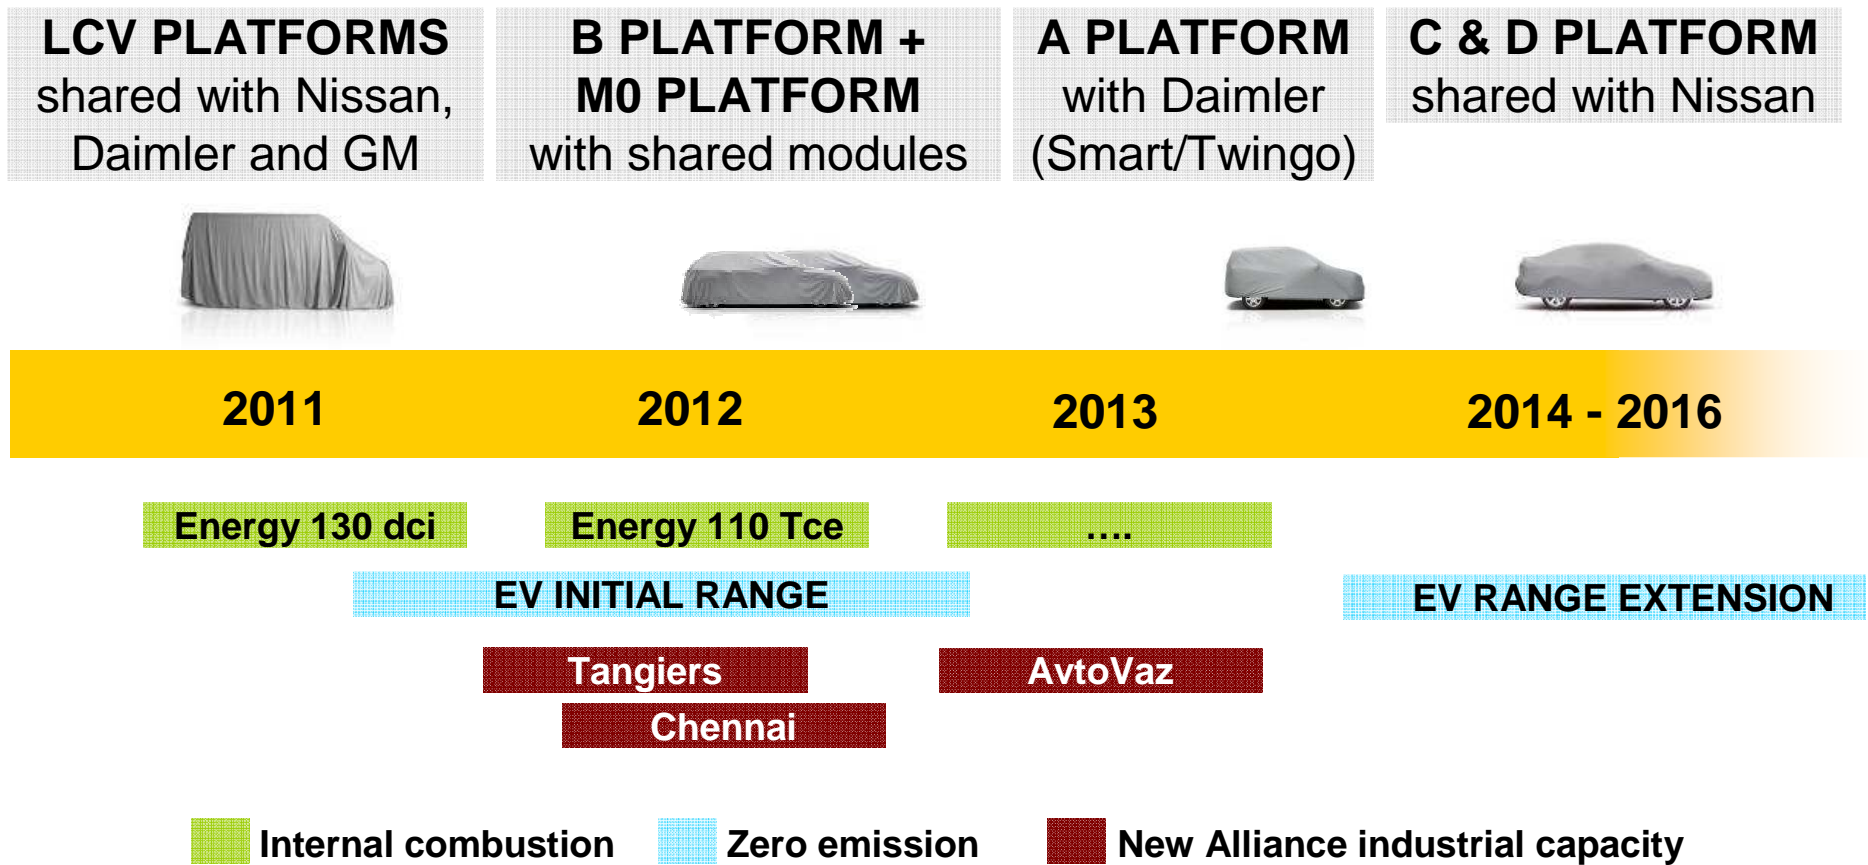 LCV PLATFORMS
shared with Nissan,
Daimler and GM
B PLATFORM +
M0 PLATFORM
with shared modules
A PLATFORM
with Daimler
(Smart/Twingo)
C & D PLATFORM
shared with Nissan
2011
2012
2013
2014 - 2016
Energy 130 dci
Energy 110 Tce
....
EV INITIAL RANGE
EV RANGE EXTENSION
Tangiers
AvtoVaz
Chennai
Internal combustion
Zero emission
New Alliance industrial capacity